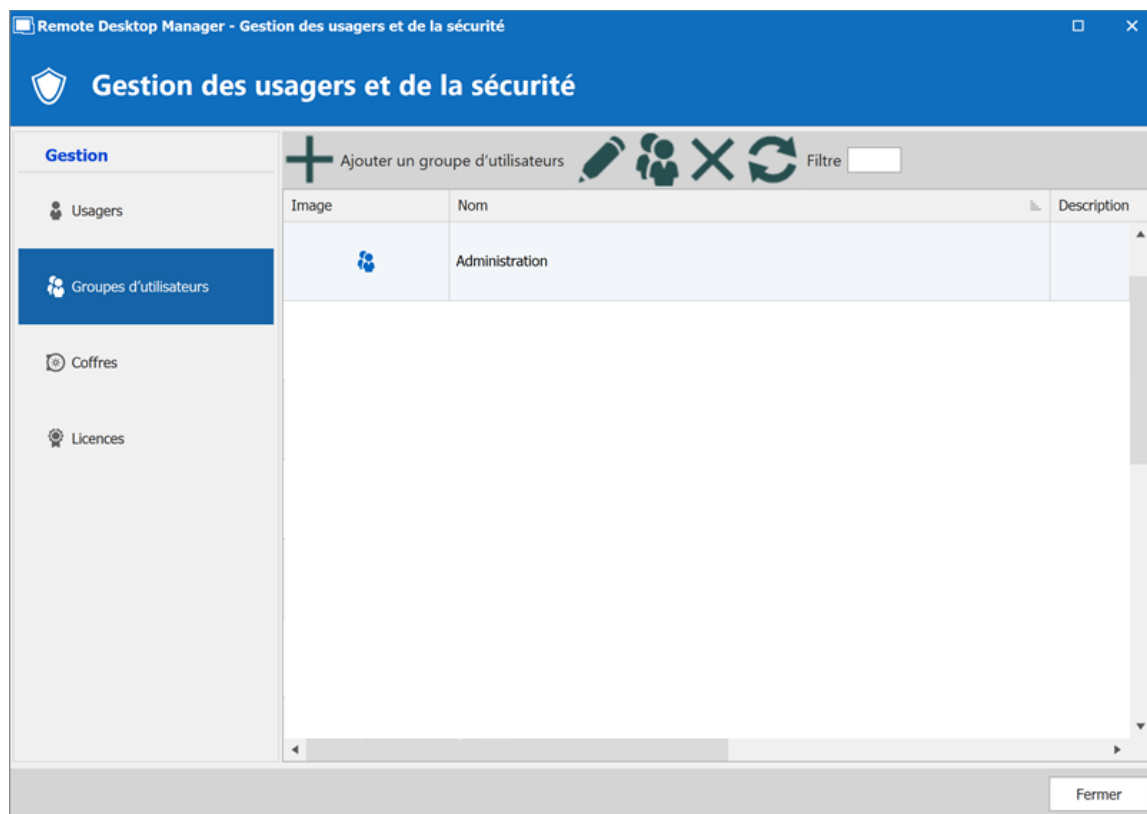 Remote Desktop Manager - Gestion des usagers et de la sécurité
Gestion des usagers et de la sécurité
Gestion
Usagers
Groupes d'utilisateurs
Coffres
Licences
Ajouter un groupe d'utilisateurs
Filtre
Image Nom Description
Administration
Fermer